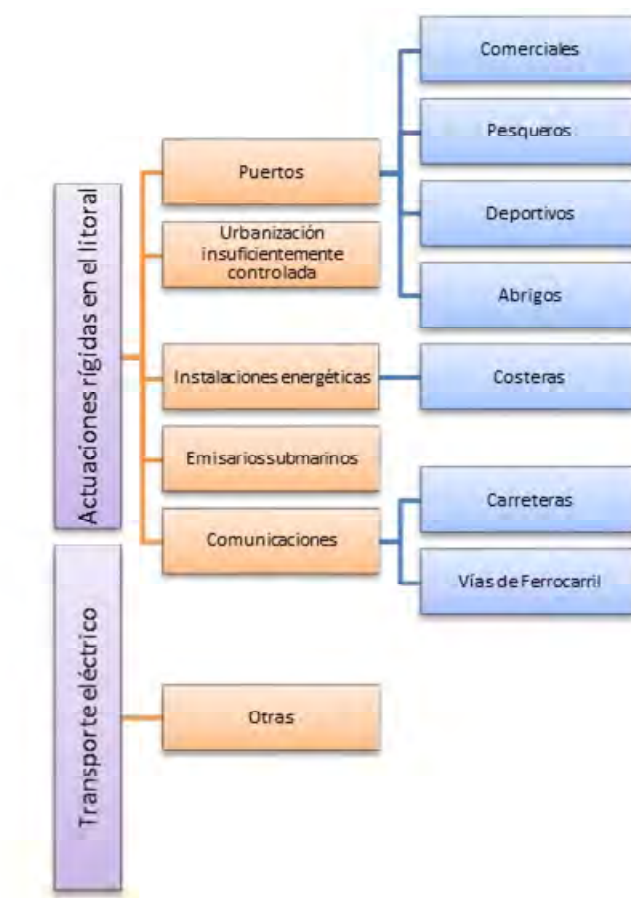 Actuaciones rígidas en el litoral
Puertos
Comerciales
Pesqueros
Deportivos
Abrigos
Urbanización
insuficientemente
controlada
Instalaciones energéticas
Costeras
Emisarios submarinos
Comunicaciones
Carreteras
Vías de Ferrocarril
Transporte eléctrico
Otras